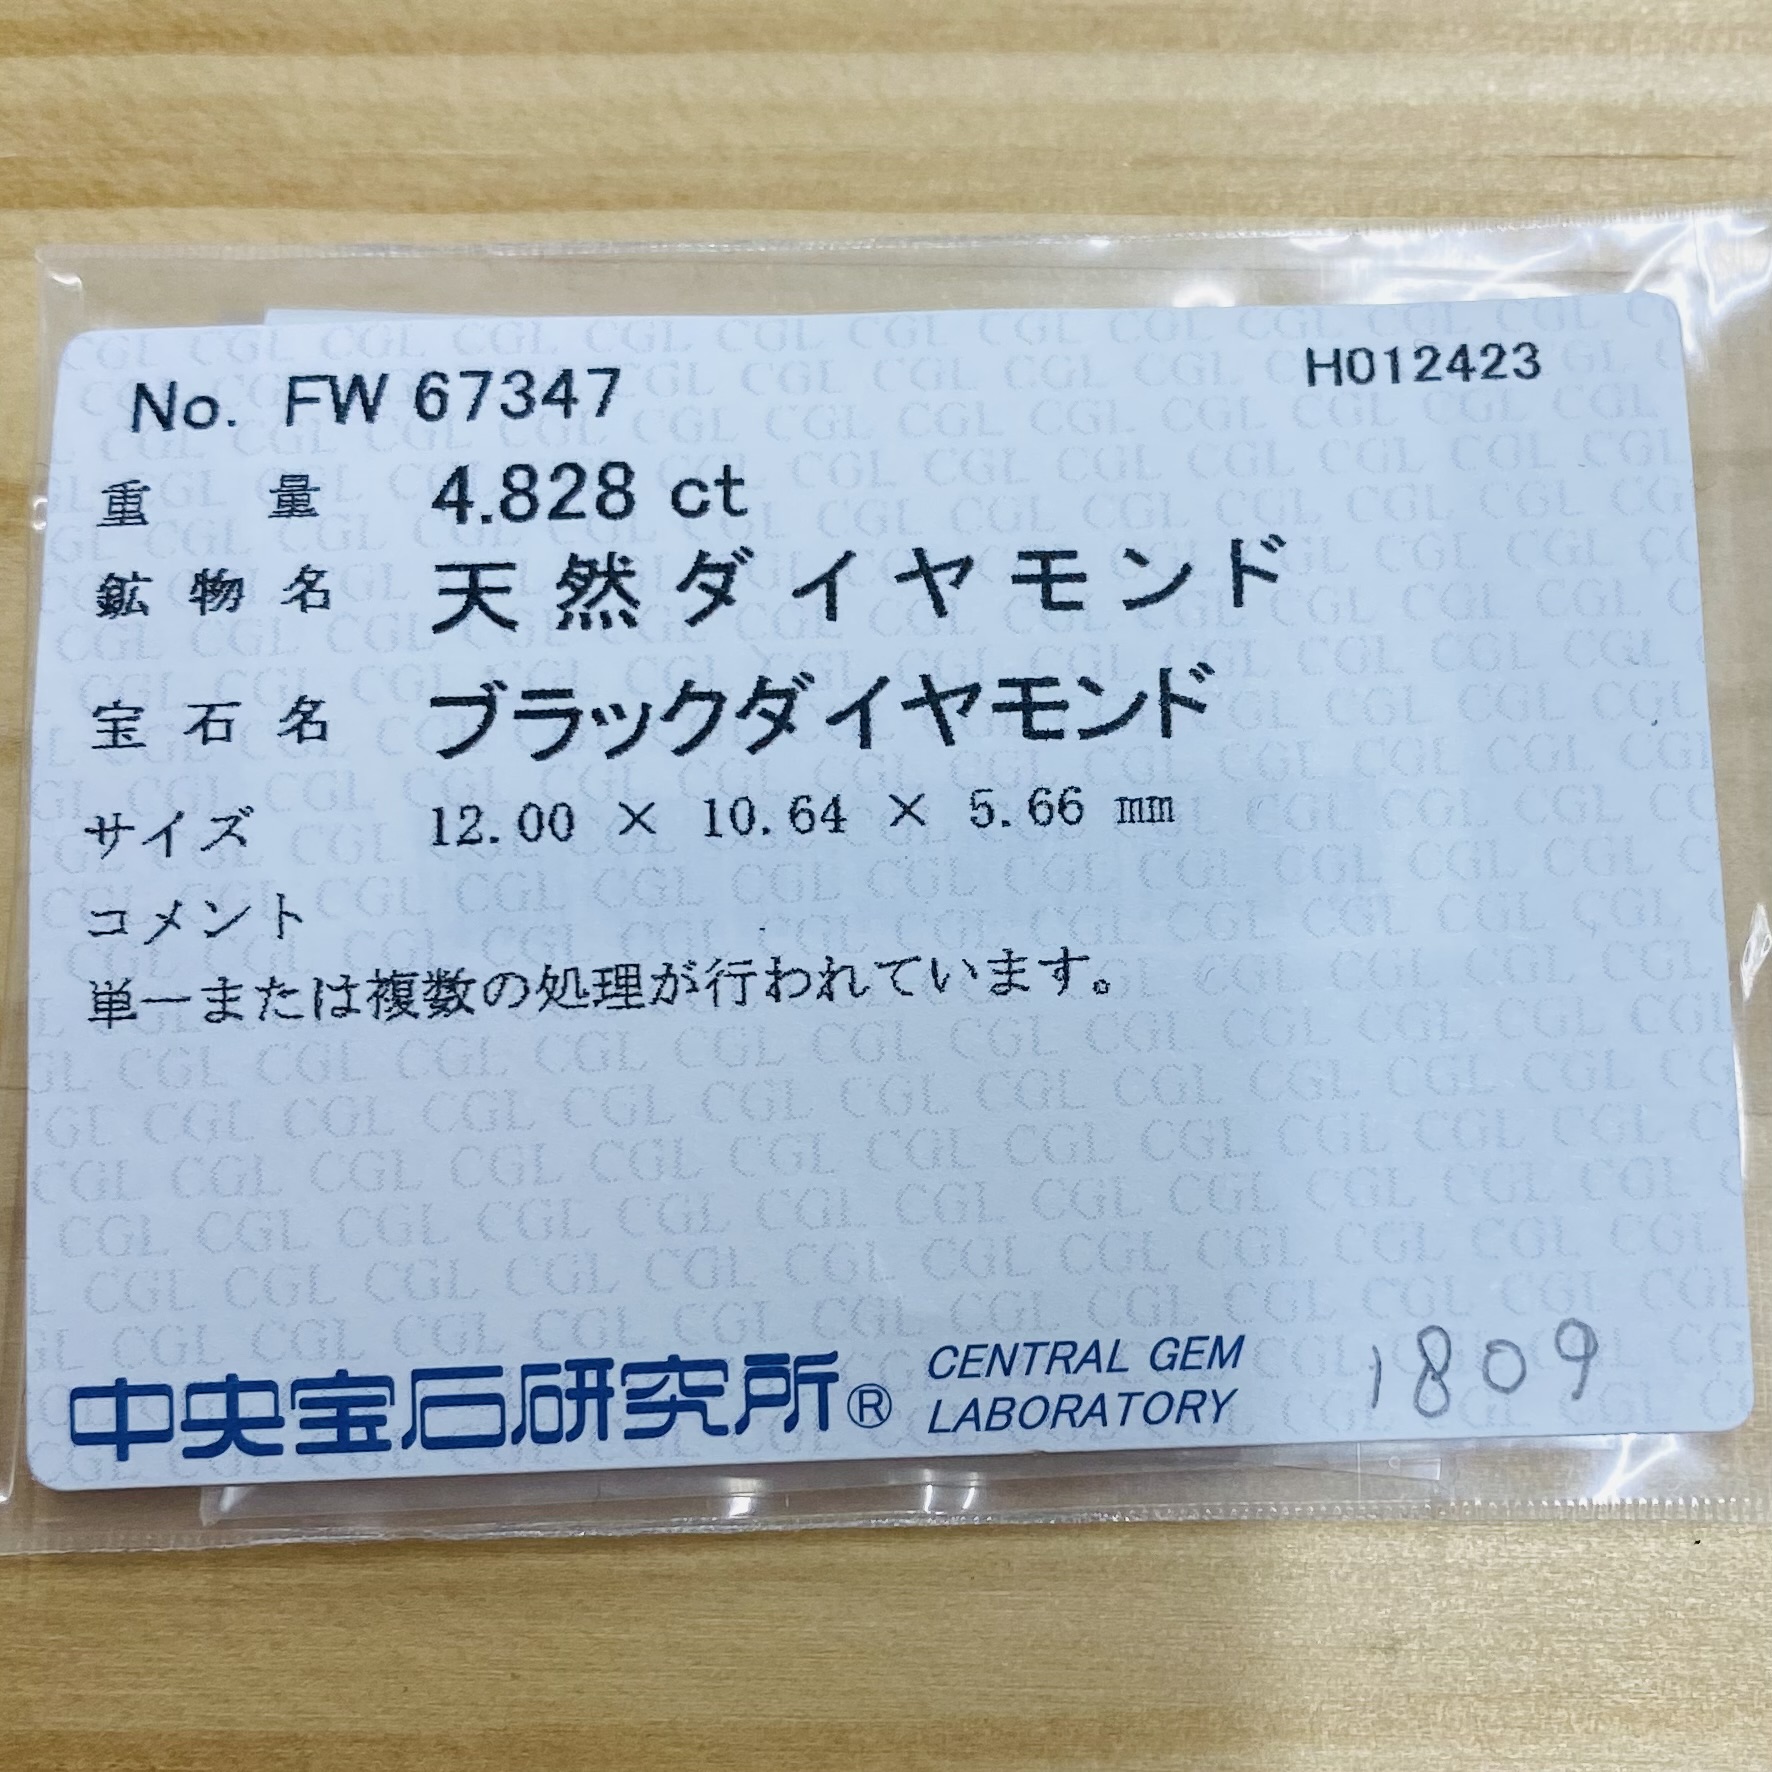 No. FW 67347
H012423
重量 4.828 ct
鉱物名 天然ダイヤモンド
宝石名 ブラックダイヤモンド
サイズ 12.00 × 10.64 × 5.66 mm
コメント
単一または複数の処理が行われています。
中央宝石研究所® CENTRAL GEM
LABORATORY
1809